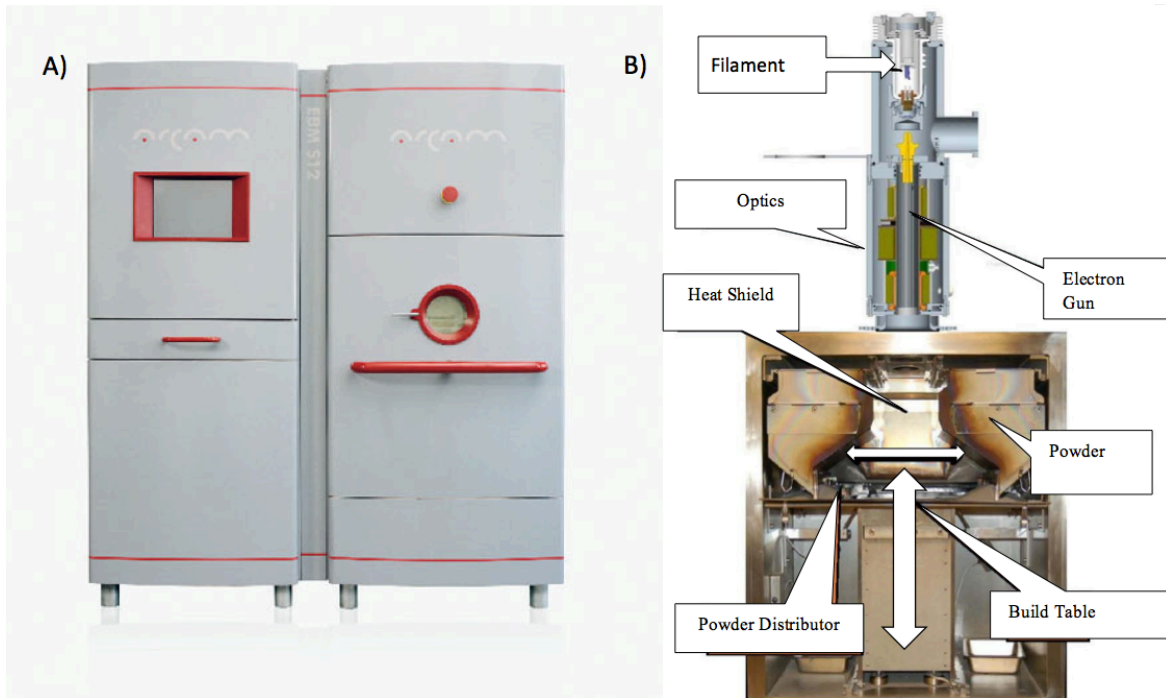 A)
arcam
EBM S12
arcam
B)
Filament
Optics
Electron
Gun
Heat Shield
Powder
Build Table
Powder Distributor